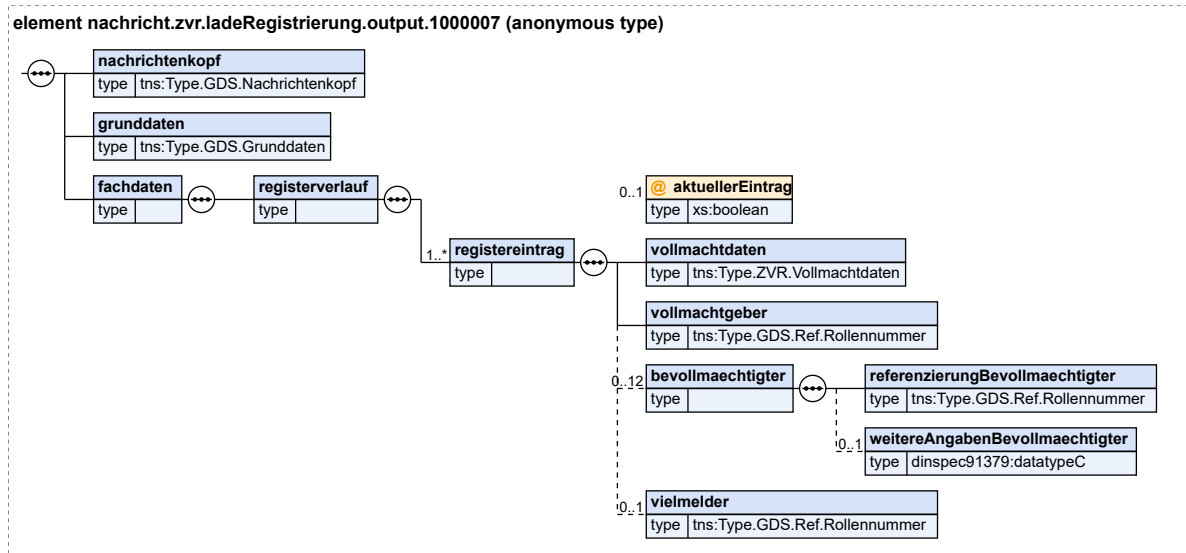 element nachricht.zvr.ladeRegistrierung.output.1000007 (anonymous type)
nachrichtenkopf
type tns:Type.GDS.Nachrichtenkopf
grunddaten
type tns:Type.GDS.Grunddaten
fachdaten
type
registerverlauf
type
1..*
registereintrag
type
0..1
@ aktuellerEintrag
type xs:boolean
vollmachtdaten
type tns:Type.ZVR.Vollmachtdaten
vollmachtgeber
type tns:Type.GDS.Ref.Rollennummer
0..12
bevollmaechtigter
type
referenzierungBevollmaechtigter
type tns:Type.GDS.Ref.Rollennummer
0..1
weitereAngabenBevollmaechtigter
type dinspec91379:datatypeC
0..1
vielmelder
type tns:Type.GDS.Ref.Rollennummer